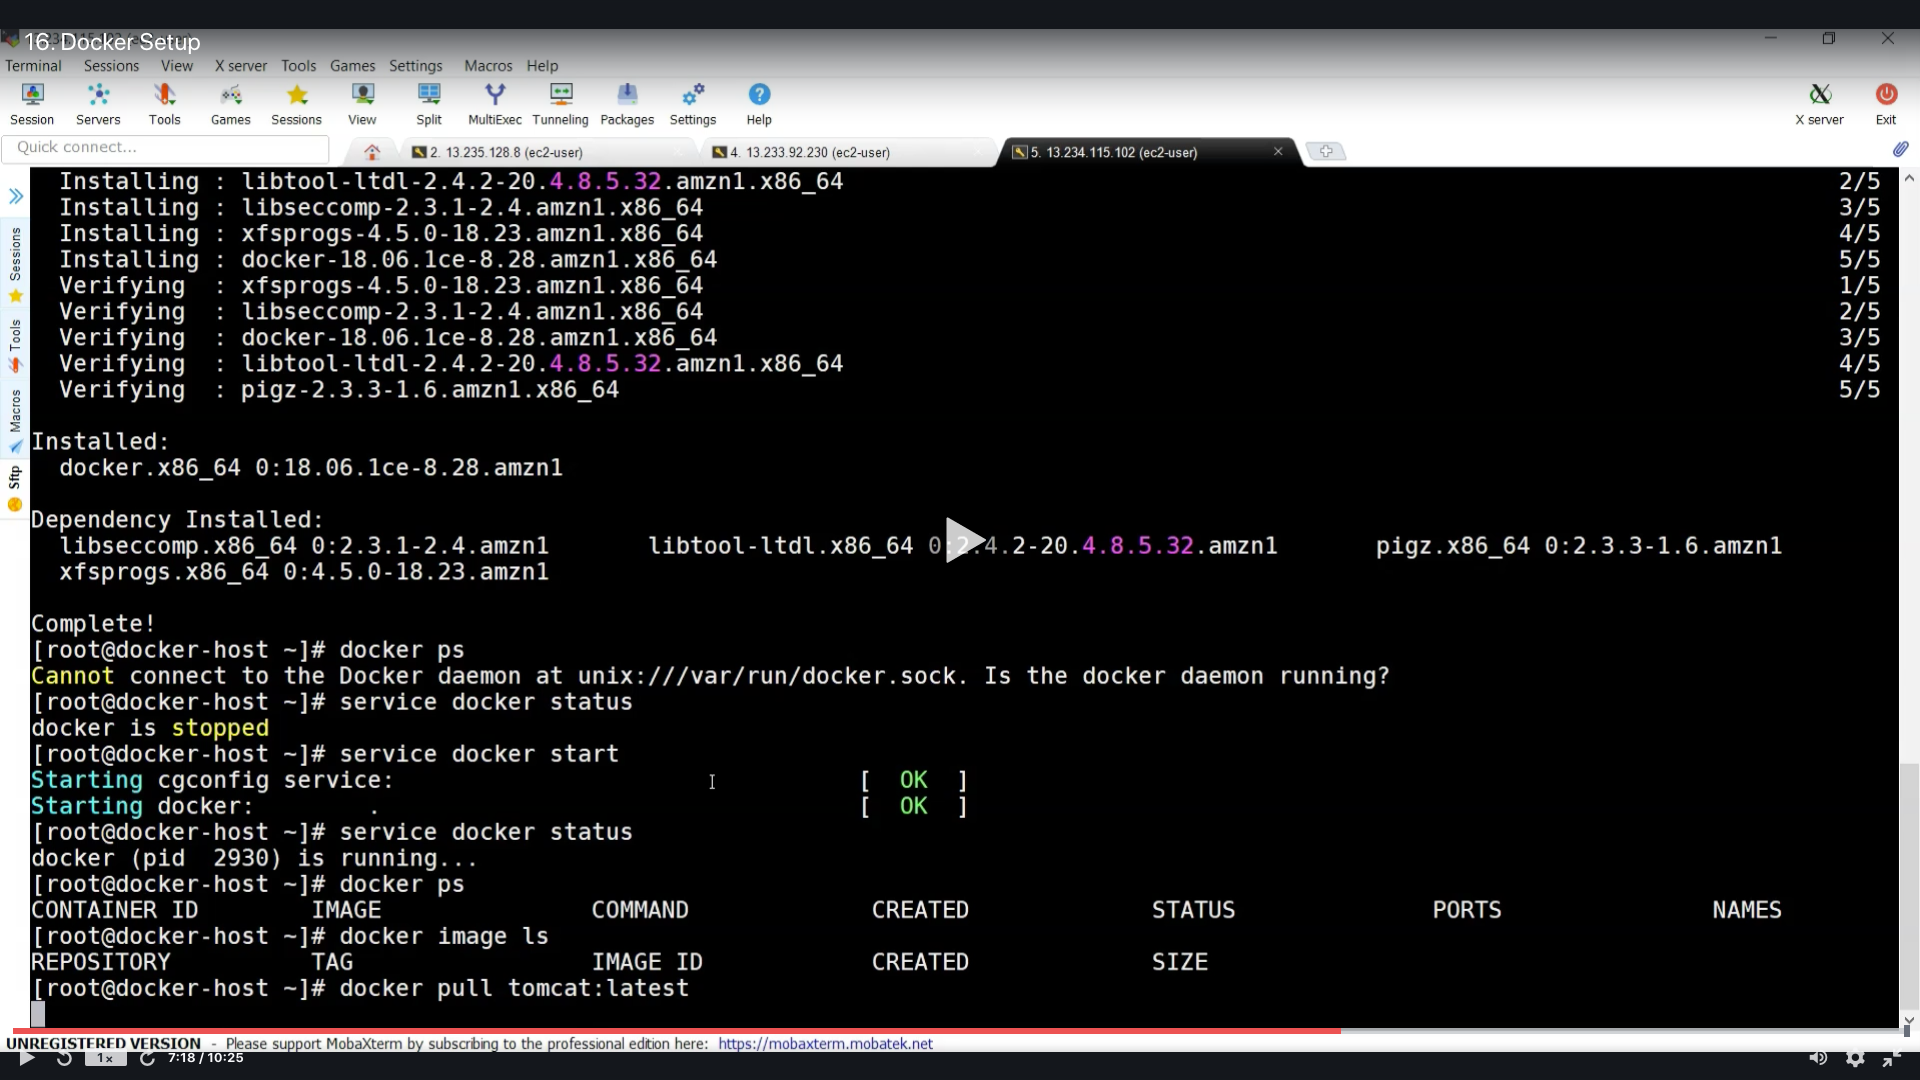 16. Docker Setup
Terminal Sessions View X server Tools Games Settings Macros Help
Session Servers Tools Games Sessions View Split MultiExec Tunneling Packages Settings Help X server Exit
Quick connect...
2. 13.235.128.8 (ec2-user)
4. 13.233.92.230 (ec2-user)
5. 13.234.115.102 (ec2-user)
Sessions
Tools
Macros
Sftp
Installing : libtool-ltdl-2.4.2-20.4.8.5.32.amzn1.x86_64 2/5
Installing : libseccomp-2.3.1-2.4.amzn1.x86_64 3/5
Installing : xfsprogs-4.5.0-18.23.amzn1.x86_64 4/5
Installing : docker-18.06.1ce-8.28.amzn1.x86_64 5/5
Verifying : xfsprogs-4.5.0-18.23.amzn1.x86_64 1/5
Verifying : libseccomp-2.3.1-2.4.amzn1.x86_64 2/5
Verifying : docker-18.06.1ce-8.28.amzn1.x86_64 3/5
Verifying : libtool-ltdl-2.4.2-20.4.8.5.32.amzn1.x86_64 4/5
Verifying : pigz-2.3.3-1.6.amzn1.x86_64 5/5
Installed:
docker.x86_64 0:18.06.1ce-8.28.amzn1
Dependency Installed:
libseccomp.x86_64 0:2.3.1-2.4.amzn1 libtool-ltdl.x86_64 0:2.4.2-20.4.8.5.32.amzn1 pigz.x86_64 0:2.3.3-1.6.amzn1
xfsprogs.x86_64 0:4.5.0-18.23.amzn1
Complete!
[root@docker-host ~]# docker ps
Cannot connect to the Docker daemon at unix:///var/run/docker.sock. Is the docker daemon running?
[root@docker-host ~]# service docker status
docker is stopped
[root@docker-host ~]# service docker start
Starting cgconfig service: [ OK ]
Starting docker: . [ OK ]
[root@docker-host ~]# service docker status
docker (pid 2930) is running...
[root@docker-host ~]# docker ps
CONTAINER ID IMAGE COMMAND CREATED STATUS PORTS NAMES
[root@docker-host ~]# docker image ls
REPOSITORY TAG IMAGE ID CREATED SIZE
[root@docker-host ~]# docker pull tomcat:latest
UNREGISTERED VERSION - Please support MobaXterm by subscribing to the professional edition here: https://mobaxterm.mobatek.net
1x 7:18 / 10:25